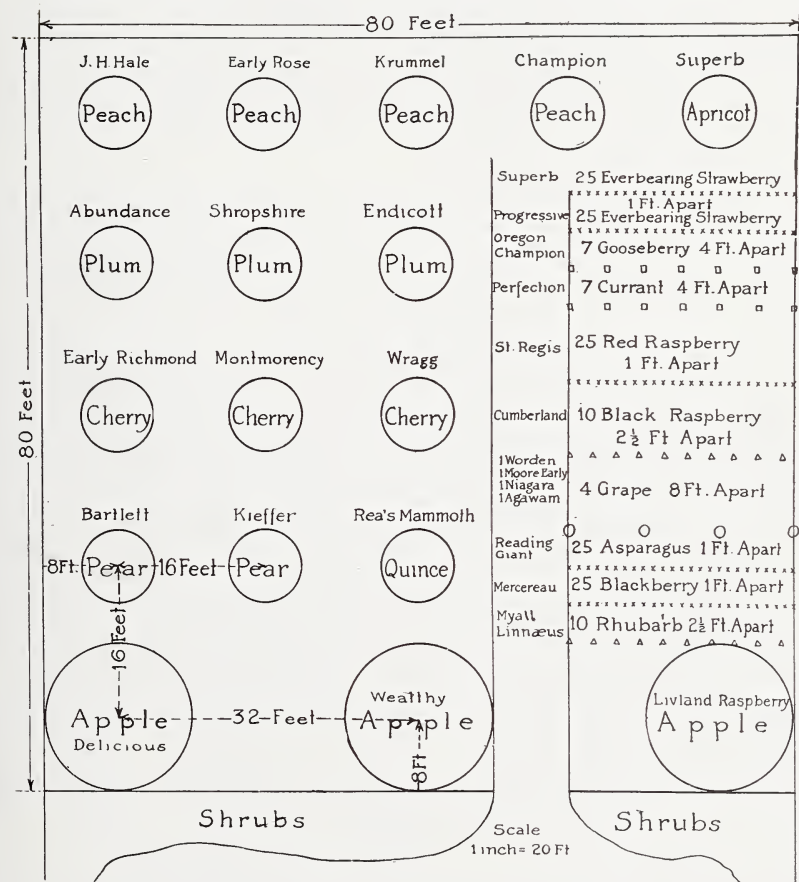 80 Feet
J. H. Hale
Early Rose
Krummel
Champion
Superb
Peach
Peach
Peach
Peach
Apricot
Superb 25 Everbearing Strawberry
1 Ft. Apart
Progressive 25 Everbearing Strawberry
Abundance
Shropshire
Endicott
Plum
Plum
Plum
Oregon
Champion
7 Gooseberry 4 Ft. Apart
Perfection 7 Currant 4 Ft. Apart
80 Feet
Early Richmond
Montmorency
Wragg
Cherry
Cherry
Cherry
St. Regis 25 Red Raspberry
1 Ft. Apart
Cumberland 10 Black Raspberry
2½ Ft Apart
1 Worden
1 Moore Early
1 Niagara
1 Agawam
4 Grape 8 Ft. Apart
Bartlett
Kieffer
Rea's Mammoth
8Ft. Pear 16 Feet Pear
Quince
Reading
Giant
25 Asparagus 1 Ft. Apart
Mercereau 25 Blackberry 1 Ft. Apart
Myall
Linnæus
10 Rhubarb 2½ Ft. Apart
16 Feet
Apple
Delicious
32 Feet
Wealthy
Apple
8Ft
Livland Raspberry
Apple
Shrubs
Scale
1 inch = 20 Ft
Shrubs